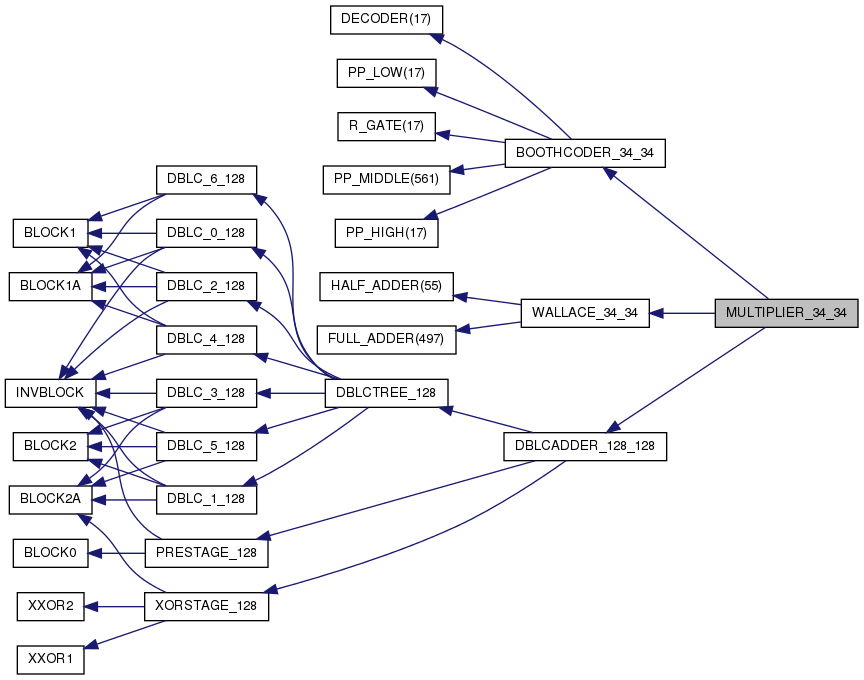 DECODER(17)
PP_LOW(17)
R_GATE(17)
BOOTHCODER_34_34
PP_MIDDLE(561)
DBLC_6_128
PP_HIGH(17)
BLOCK1
DBLC_0_128
BLOCK1A
DBLC_2_128
HALF_ADDER(55)
WALLACE_34_34
MULTIPLIER_34_34
DBLC_4_128
FULL_ADDER(497)
INVBLOCK
DBLC_3_128
DBLCTREE_128
BLOCK2
DBLC_5_128
DBLCADDER_128_128
BLOCK2A
DBLC_1_128
BLOCK0
PRESTAGE_128
XXOR2
XORSTAGE_128
XXOR1